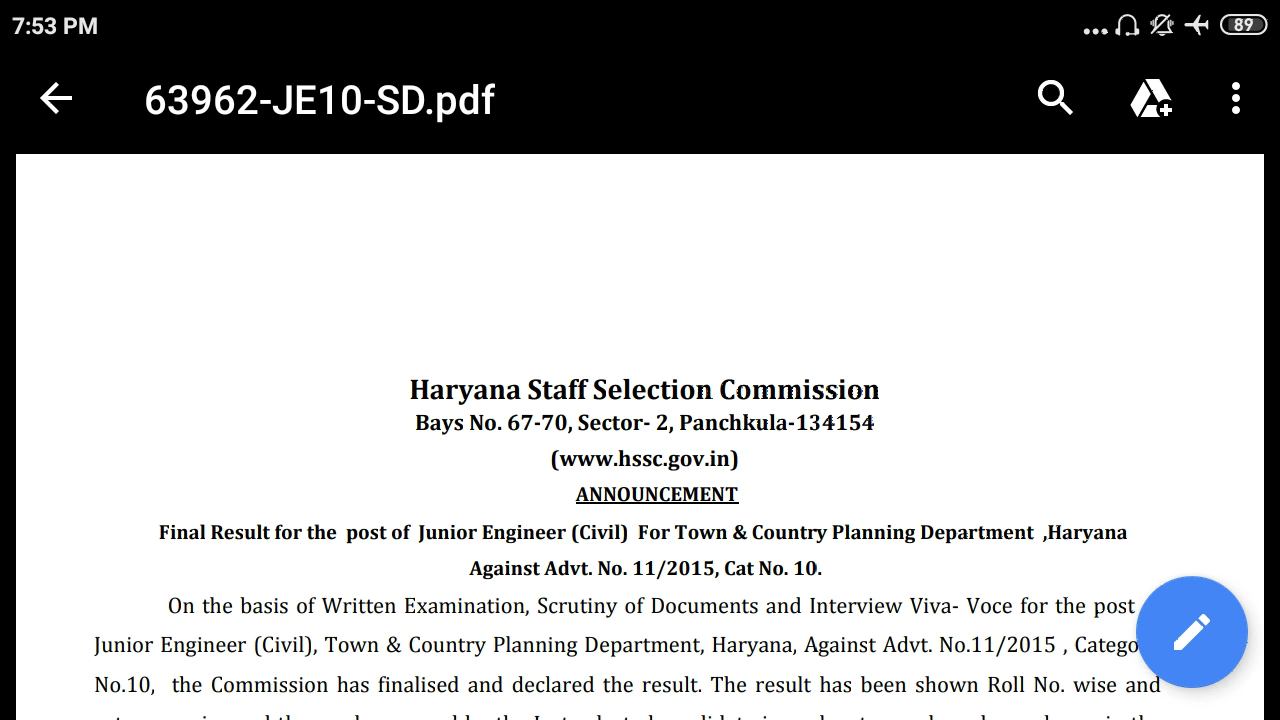 7:53 PM
89
63962-JE10-SD.pdf
Haryana Staff Selection Commission
Bays No. 67-70, Sector- 2, Panchkula-134154
(www.hssc.gov.in)
ANNOUNCEMENT
Final Result for the post of Junior Engineer (Civil) For Town & Country Planning Department ,Haryana
Against Advt. No. 11/2015, Cat No. 10.
On the basis of Written Examination, Scrutiny of Documents and Interview Viva- Voce for the post
Junior Engineer (Civil), Town & Country Planning Department, Haryana, Against Advt. No.11/2015 ,
No.10, the Commission has finalised and declared the result. The result has been shown Roll No. wise and